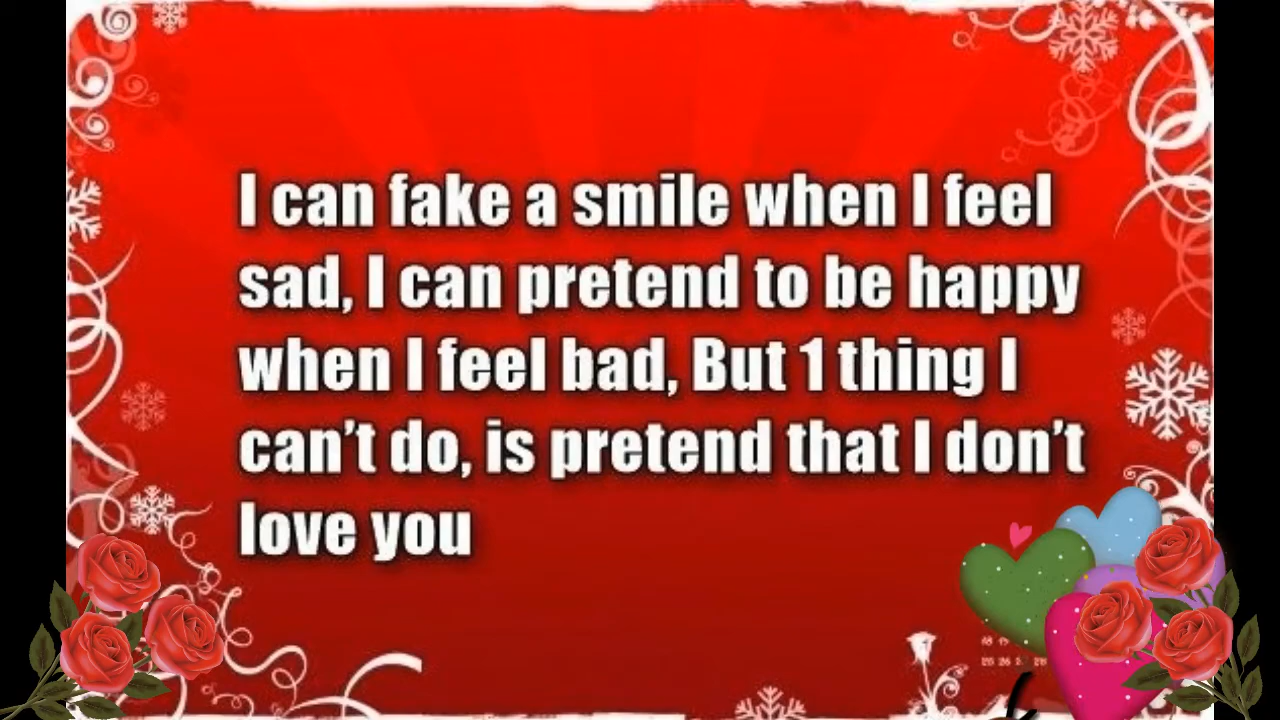 I can fake a smile when I feel
sad, I can pretend to be happy
when I feel bad, But 1 thing I
can’t do, is pretend that I don’t
love you